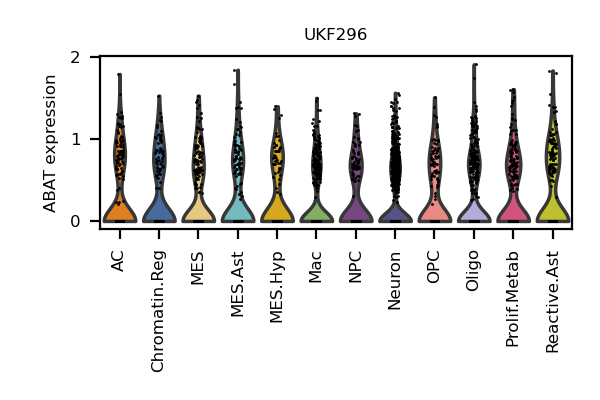 UKF296
ABAT expression
2
1
0
AC
Chromatin.Reg
MES
MES.Ast
MES.Hyp
Mac
NPC
Neuron
OPC
Oligo
Prolif.Metab
Reactive.Ast